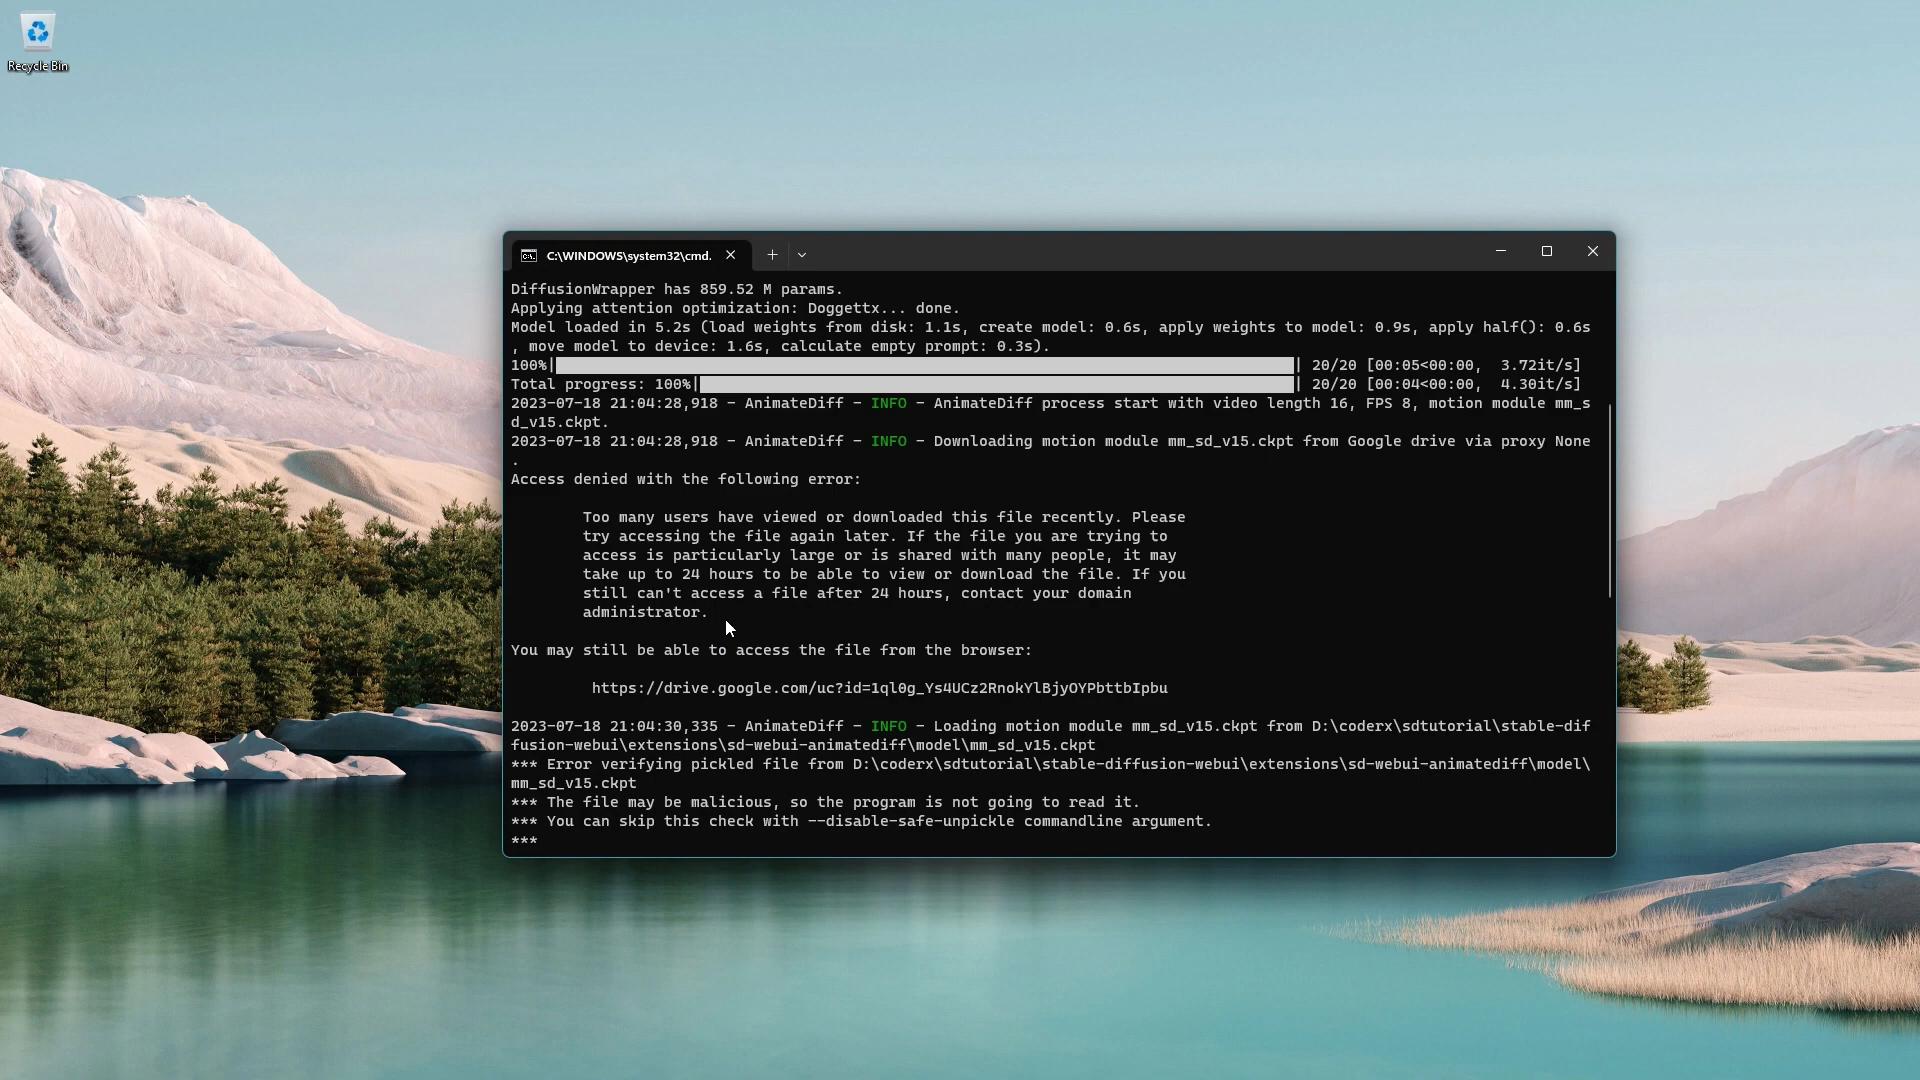 Recycle Bin
C:\WINDOWS\system32\cmd.
DiffusionWrapper has 859.52 M params.
Applying attention optimization: Doggettx... done.
Model loaded in 5.2s (load weights from disk: 1.1s, create model: 0.6s, apply weights to model: 0.9s, apply half(): 0.6s
, move model to device: 1.6s, calculate empty prompt: 0.3s).
100%| | 20/20 [00:05<00:00,  3.72it/s]
Total progress: 100%| | 20/20 [00:04<00:00,  4.30it/s]
2023-07-18 21:04:28,918 - AnimateDiff - INFO - AnimateDiff process start with video length 16, FPS 8, motion module mm_s
d_v15.ckpt.
2023-07-18 21:04:28,918 - AnimateDiff - INFO - Downloading motion module mm_sd_v15.ckpt from Google drive via proxy None
.
Access denied with the following error:
Too many users have viewed or downloaded this file recently. Please
try accessing the file again later. If the file you are trying to
access is particularly large or is shared with many people, it may
take up to 24 hours to be able to view or download the file. If you
still can't access a file after 24 hours, contact your domain
administrator.
You may still be able to access the file from the browser:
https://drive.google.com/uc?id=1ql0g_Ys4UCz2RnokYlBjyOYPbttbIpbu
2023-07-18 21:04:30,335 - AnimateDiff - INFO - Loading motion module mm_sd_v15.ckpt from D:\coderx\sdtutorial\stable-dif
fusion-webui\extensions\sd-webui-animatediff\model\mm_sd_v15.ckpt
*** Error verifying pickled file from D:\coderx\sdtutorial\stable-diffusion-webui\extensions\sd-webui-animatediff\model\
mm_sd_v15.ckpt
*** The file may be malicious, so the program is not going to read it.
*** You can skip this check with --disable-safe-unpickle commandline argument.
***